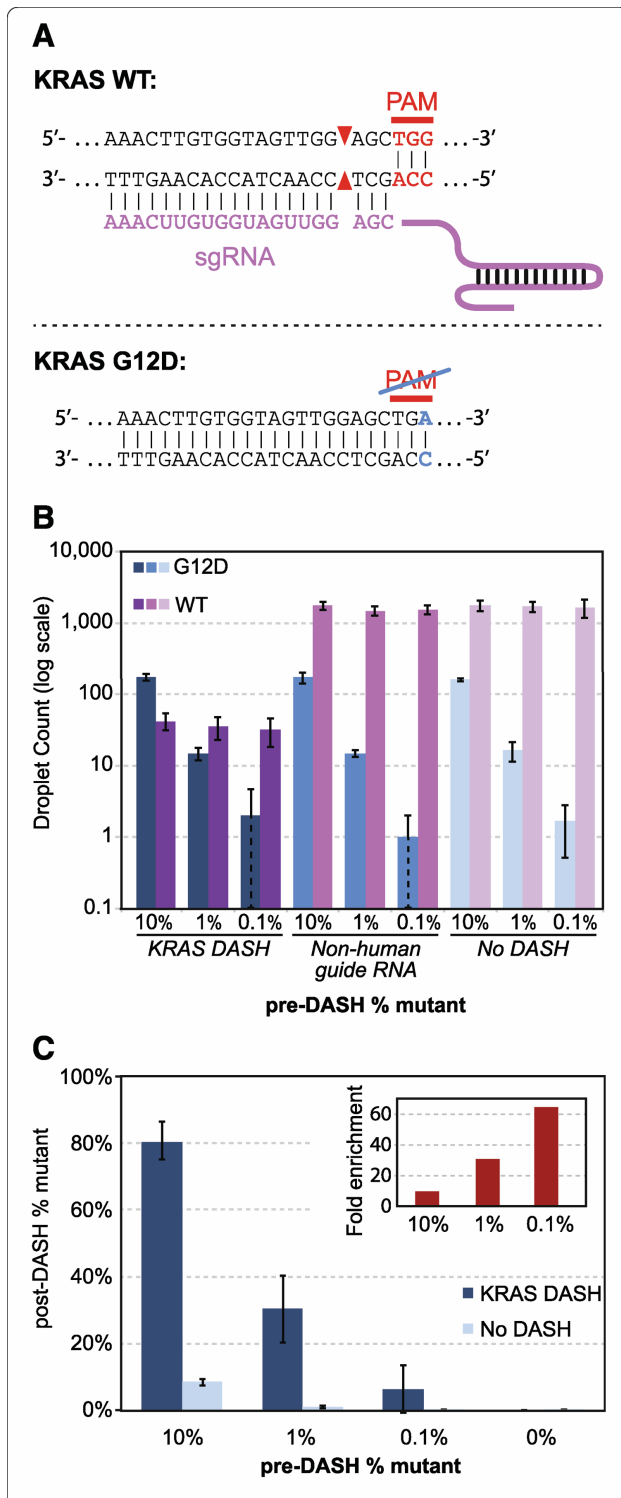 A
KRAS WT:
PAM
5'- ...AAACTTGTGGTAGTTGG AGCTGG ...-3'
3'- ...TTTGAACACCATCAACC TCGACC ...-5'
AAACUUGUGGUAGUUGG AGC
sgRNA
KRAS G12D:
PAM
5'- ...AAACTTGTGGTAGTTGGAGCTGA...-3'
3'- ...TTTGAACACCATCAACCTCGACC...-5'
B
10,000
1,000
100
10
1
0.1
Droplet Count (log scale)
G12D
WT
10% 1% 0.1% 10% 1% 0.1% 10% 1% 0.1%
KRAS DASH Non-human guide RNA No DASH
pre-DASH % mutant
C
100%
80%
60%
40%
20%
0%
post-DASH % mutant
Fold enrichment
60
40
20
0
10% 1% 0.1%
KRAS DASH
No DASH
10% 1% 0.1% 0%
pre-DASH % mutant